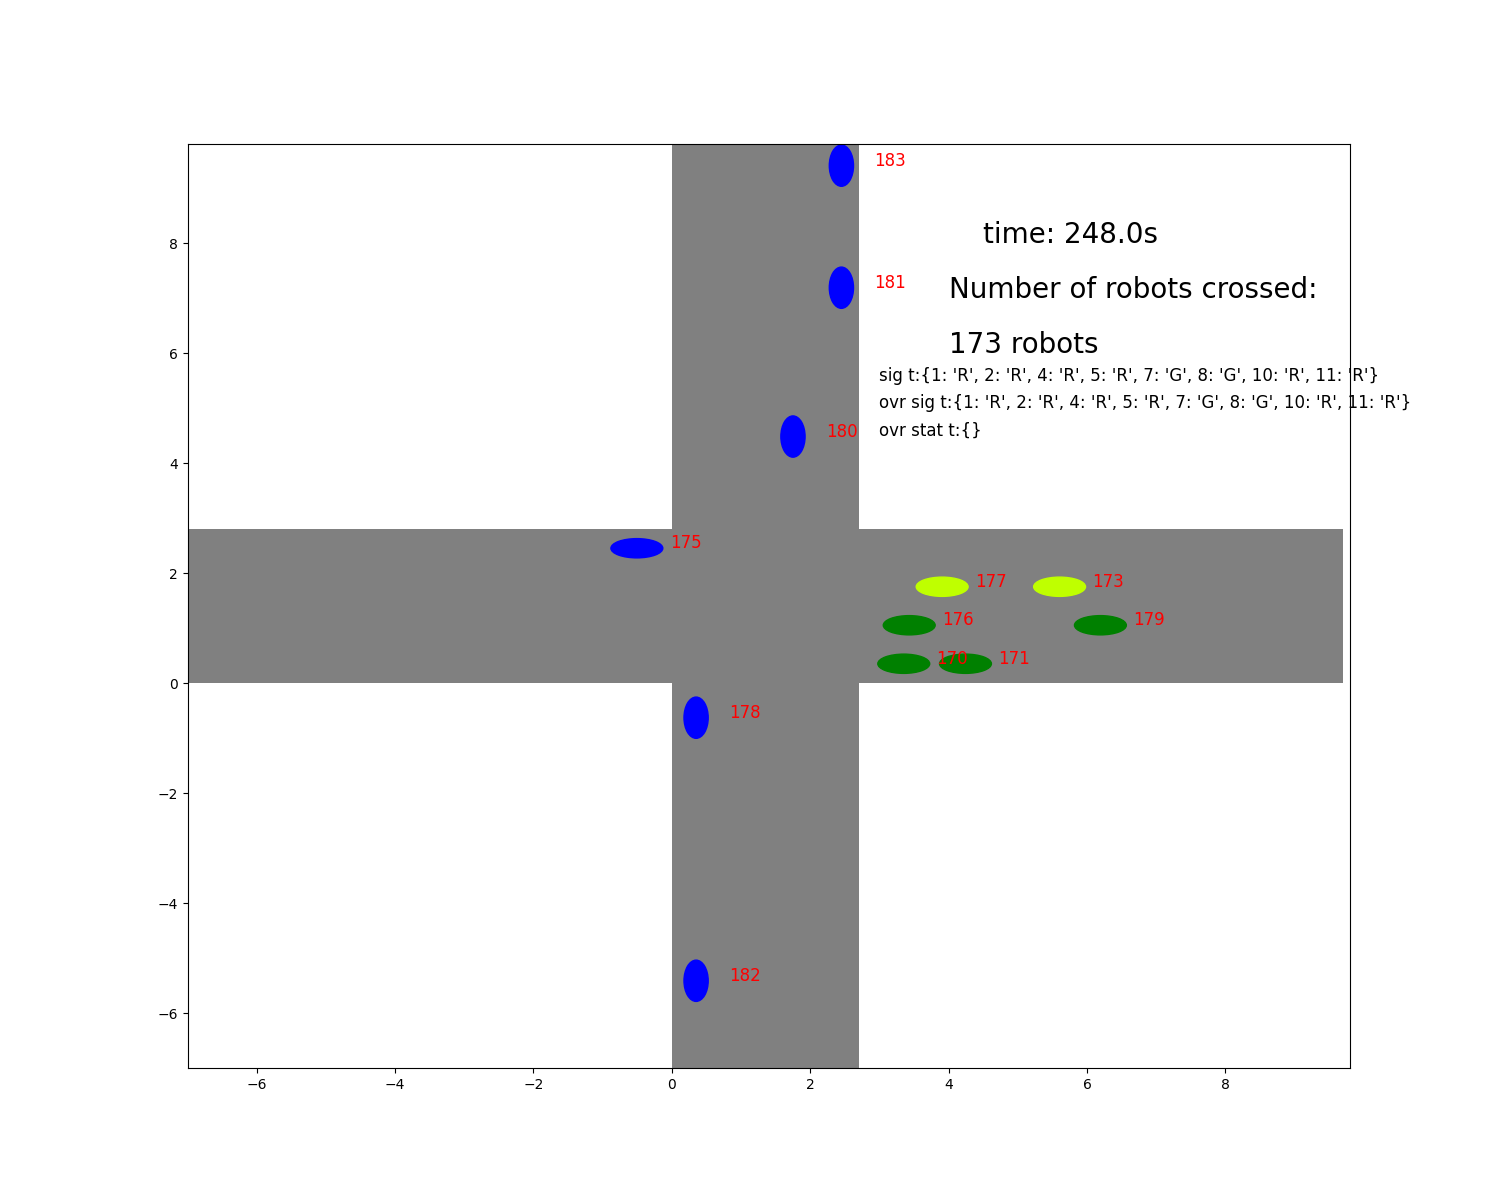 183
time: 248.0s
8
181
Number of robots crossed:
173 robots
6
sig t:{1: 'R', 2: 'R', 4: 'R', 5: 'R', 7: 'G', 8: 'G', 10: 'R', 11: 'R'}
ovr sig t:{1: 'R', 2: 'R', 4: 'R', 5: 'R', 7: 'G', 8: 'G', 10: 'R', 11: 'R'}
180
ovr stat t:{}
4
175
2
177
173
176
179
170
171
0
178
−2
−4
182
−6
−6 −4 −2 0 2 4 6 8